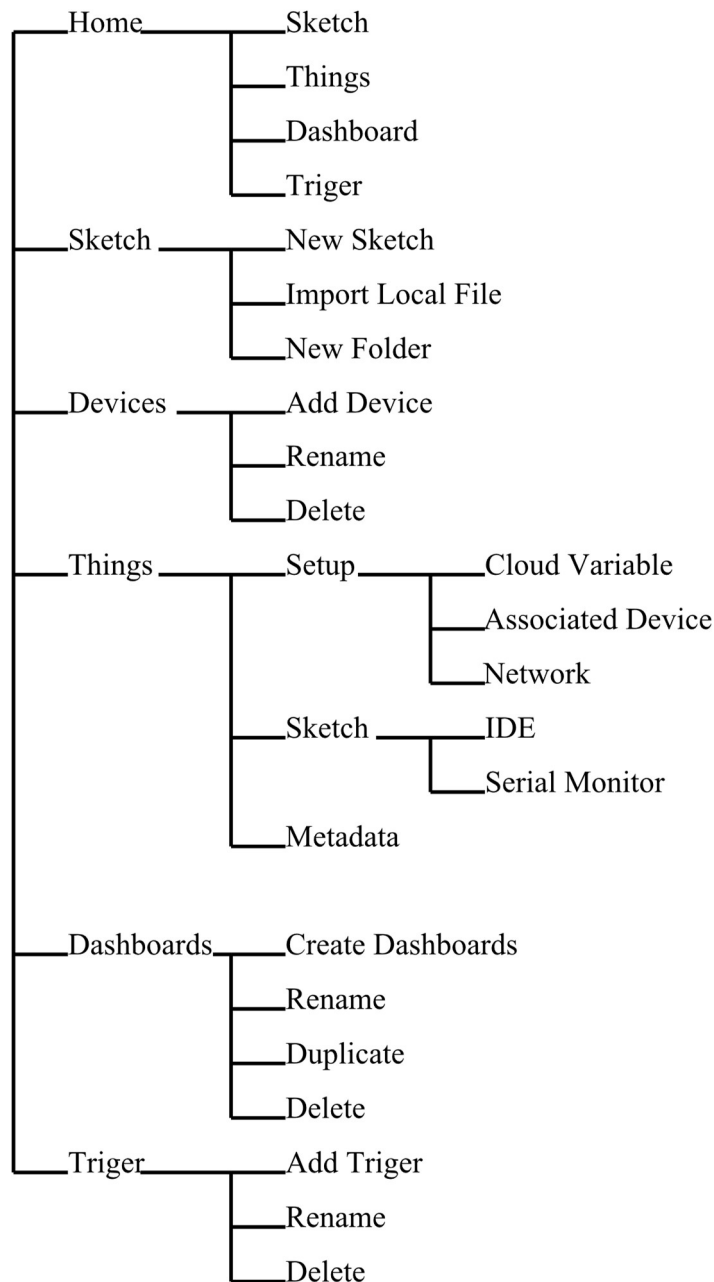 Home Sketch
Things
Dashboard
Triger
Sketch New Sketch
Import Local File
New Folder
Devices Add Device
Rename
Delete
Things Setup Cloud Variable
Associated Device
Network
Sketch IDE
Serial Monitor
Metadata
Dashboards Create Dashboards
Rename
Duplicate
Delete
Triger Add Triger
Rename
Delete